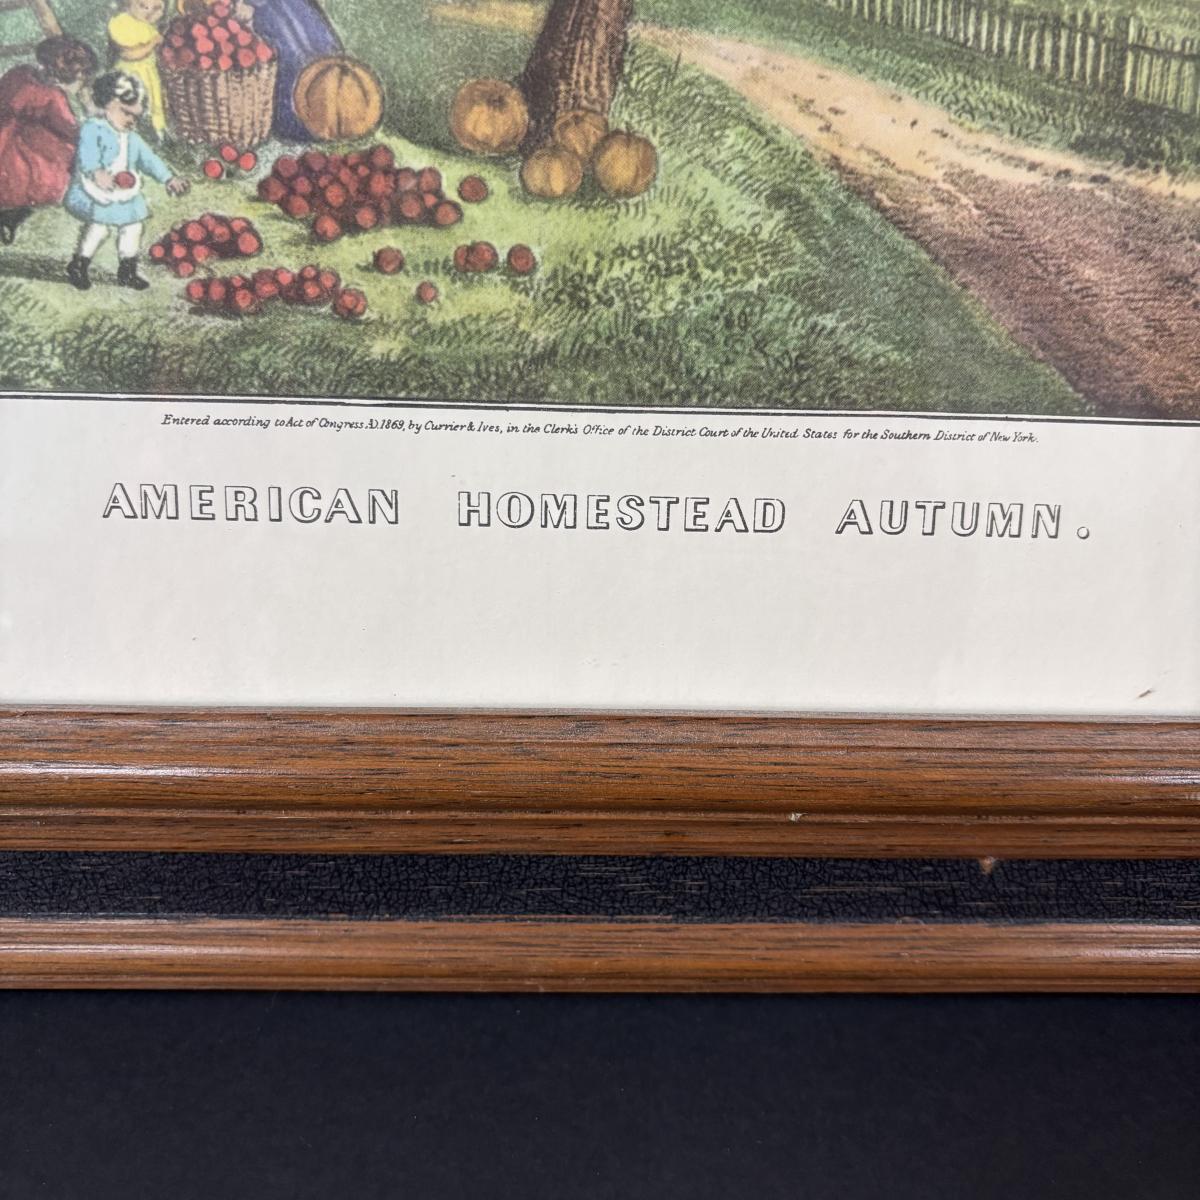 Entered according to Act of Congress A.D. 1869, by Currier & Ives, in the Clerk's Office of the District Court of the United States for the Southern District of New York.
AMERICAN HOMESTEAD AUTUMN.